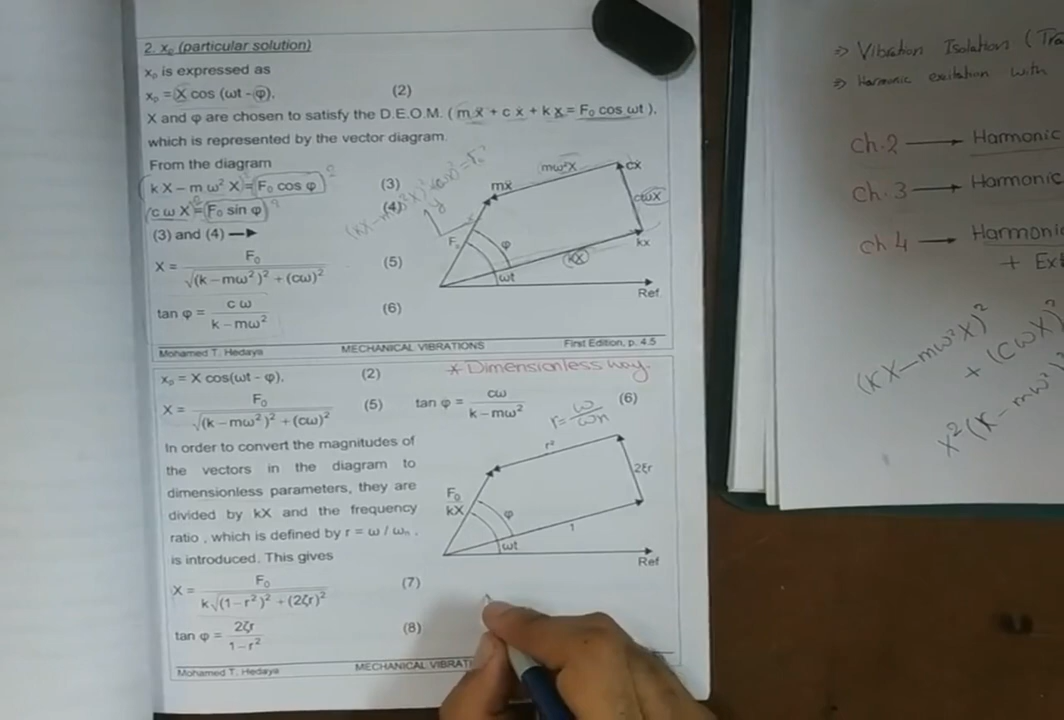 2. xₚ (particular solution)
xₚ is expressed as
xₚ = X cos (ωt - φ), (2)
X and φ are chosen to satisfy the D.E.O.M. ( m ẍ + c ẋ + k x = F₀ cos ωt ),
which is represented by the vector diagram.
From the diagram
k X – m ω² X = F₀ cos φ 2 (3)
c ω X = F₀ sin φ 2 (4)
(3) and (4) →
X = F₀ / √(k – mω²)² + (cω)² (5)
tan φ = c ω / k – mω² (6)
mω²X
cẋ
mẍ
cωX
y
F₀
φ
kX
kx
ωt
Ref.
Mohamed T. Hedaya MECHANICAL VIBRATIONS First Edition, p. 4.5
xₚ = X cos(ωt – φ), (2)
* Dimensionless way.
X = F₀ / √(k – mω²)² + (cω)² (5) tan φ = cω / k – mω² (6)
r = ω/ωn
In order to convert the magnitudes of
the vectors in the diagram to
dimensionless parameters, they are
divided by kX and the frequency
ratio , which is defined by r = ω / ωₙ ,
is introduced. This gives
r²
2ξr
F₀
kX
φ
1
ωt
Ref
X = F₀ / k√(1 – r²)² + (2ζr)² (7)
tan φ = 2ζr / 1 – r² (8)
Mohamed T. Hedaya MECHANICAL VIBRATI
⇒ Vibration Isolation (Tra
⇒ Harmonic excitation with
Ch.2 → Harmonic
Ch.3 → Harmonic
Ch 4 → Harmonic
+ Ext
(KX – mω²X)²
+ (CωX)²
X² (K – mω²)